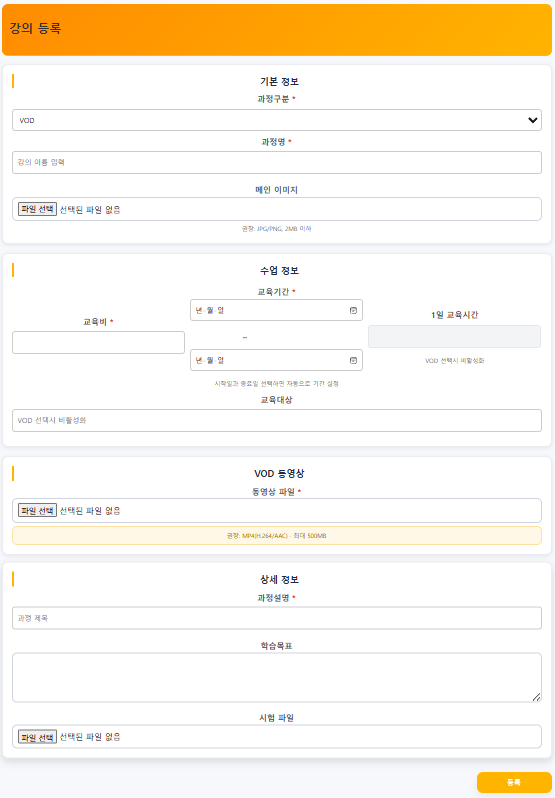 강의 등록
기본 정보
과정구분 *
VOD
과정명 *
강의 이름 입력
메인 이미지
파일 선택 선택된 파일 없음
권장: JPG/PNG, 2MB 이하
수업 정보
교육비 *
교육기간 *
년-월-일
~
년-월-일
시작일과 종료일 선택하면 자동으로 기간 설정
1일 교육시간
VOD 선택시 비활성화
교육대상
VOD 선택시 비활성화
VOD 동영상
동영상 파일 *
파일 선택 선택된 파일 없음
권장: MP4(H.264/AAC) · 최대 500MB
상세 정보
과정설명 *
과정 제목
학습목표
시험 파일
파일 선택 선택된 파일 없음
등록